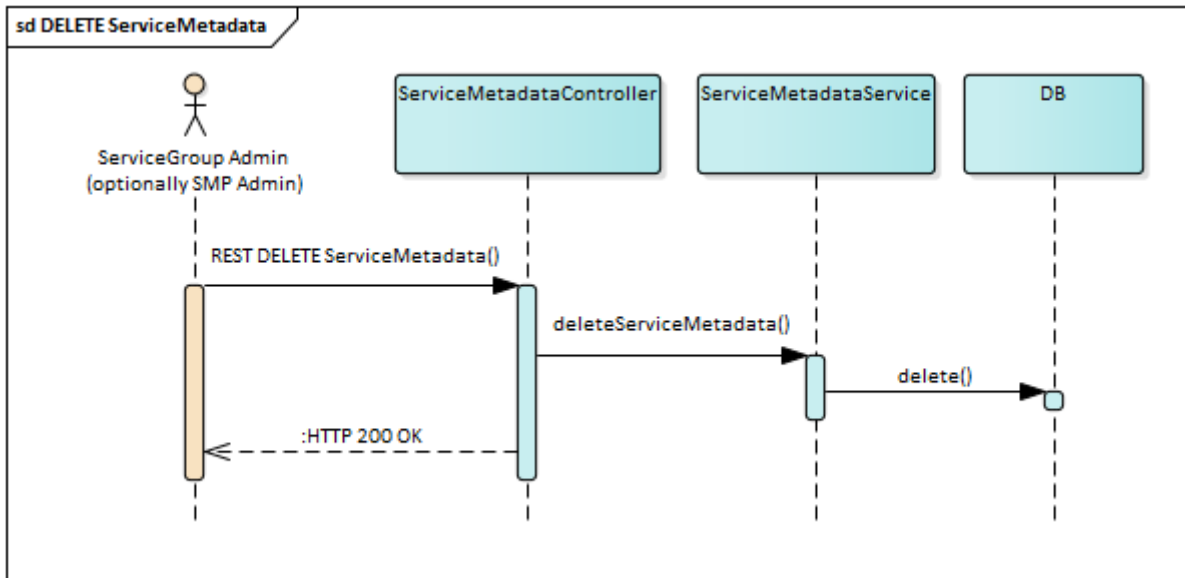 sd DELETE ServiceMetadata
ServiceMetadataController
ServiceMetadataService
DB
ServiceGroup Admin
(optionally SMP Admin)
REST DELETE ServiceMetadata()
deleteServiceMetadata()
delete()
:HTTP 200 OK